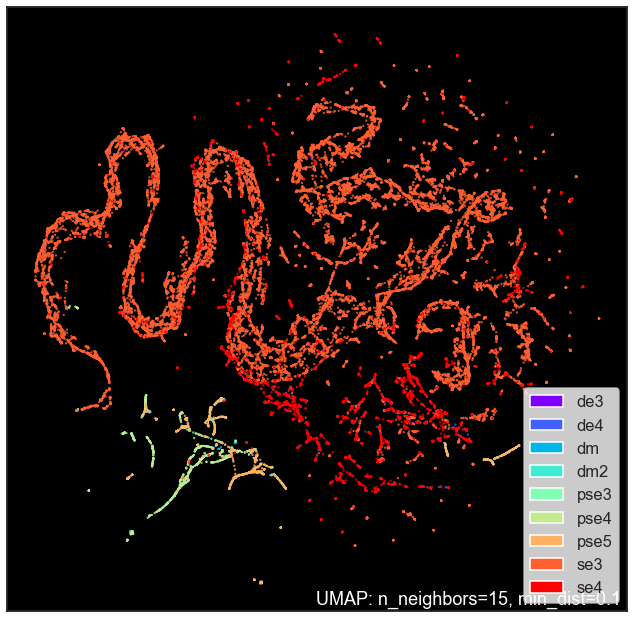 de3
de4
dm
dm2
pse3
pse4
pse5
se3
se4
UMAP: n_neighbors=15, min_dist=0.1